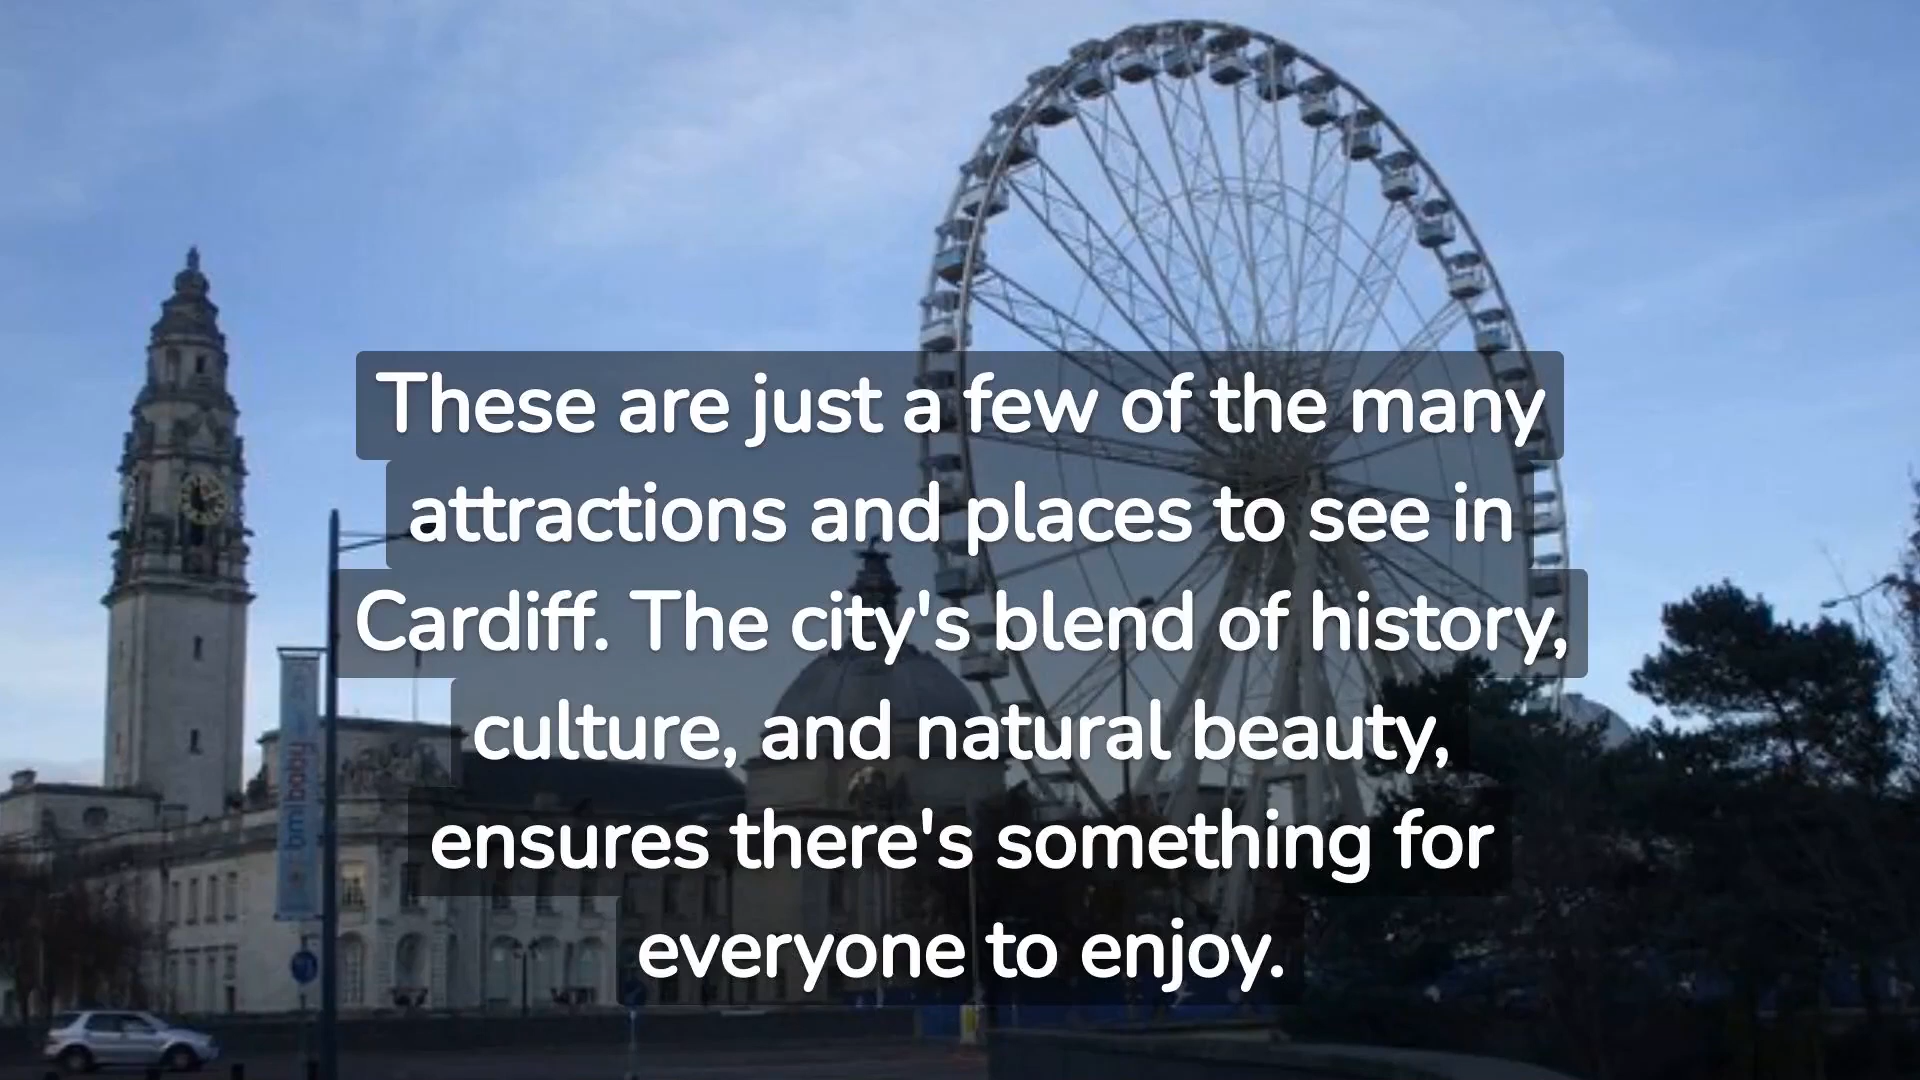 These are just a few of the many
attractions and places to see in
Cardiff. The city's blend of history,
culture, and natural beauty,
ensures there's something for
everyone to enjoy.
bmibaby